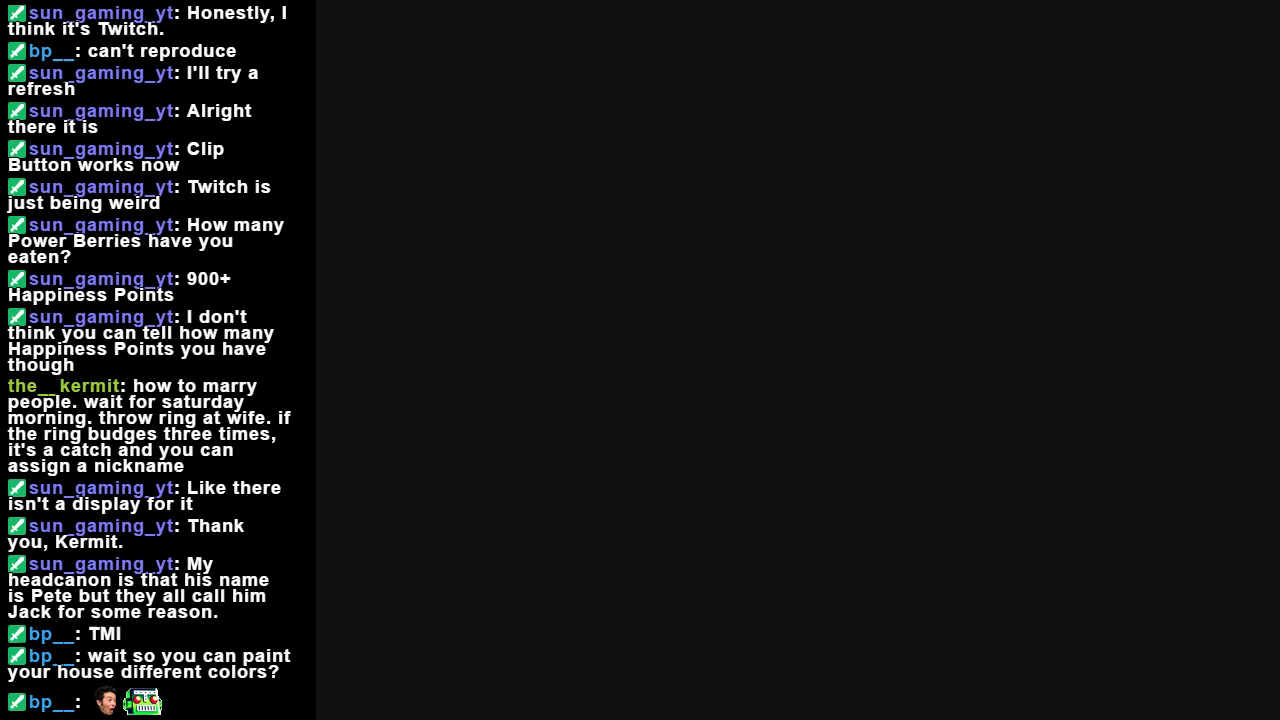 sun_gaming_yt: Honestly, I
think it's Twitch.
bp__: can't reproduce
sun_gaming_yt: I'll try a
refresh
sun_gaming_yt: Alright
there it is
sun_gaming_yt: Clip
Button works now
sun_gaming_yt: Twitch is
just being weird
sun_gaming_yt: How many
Power Berries have you
eaten?
sun_gaming_yt: 900+
Happiness Points
sun_gaming_yt: I don't
think you can tell how many
Happiness Points you have
though
the__kermit: how to marry
people. wait for saturday
morning. throw ring at wife. if
the ring budges three times,
it's a catch and you can
assign a nickname
sun_gaming_yt: Like there
isn't a display for it
sun_gaming_yt: Thank
you, Kermit.
sun_gaming_yt: My
headcanon is that his name
is Pete but they all call him
Jack for some reason.
bp__: TMI
bp__: wait so you can paint
your house different colors?
bp__: